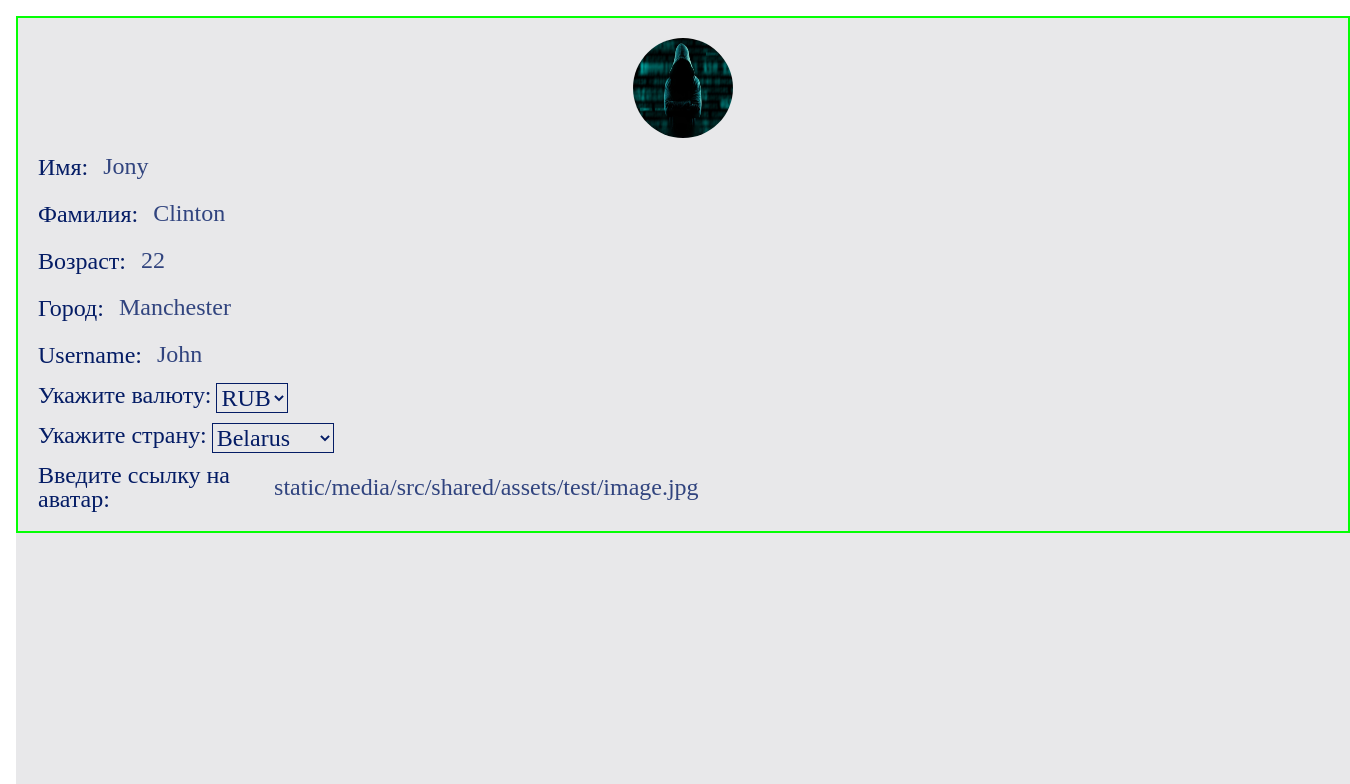 Имя: Jony
Фамилия: Clinton
Возраст: 22
Город: Manchester
Username: John
Укажите валюту: RUB
Укажите страну: Belarus
Введите ссылку на
аватар:
static/media/src/shared/assets/test/image.jpg